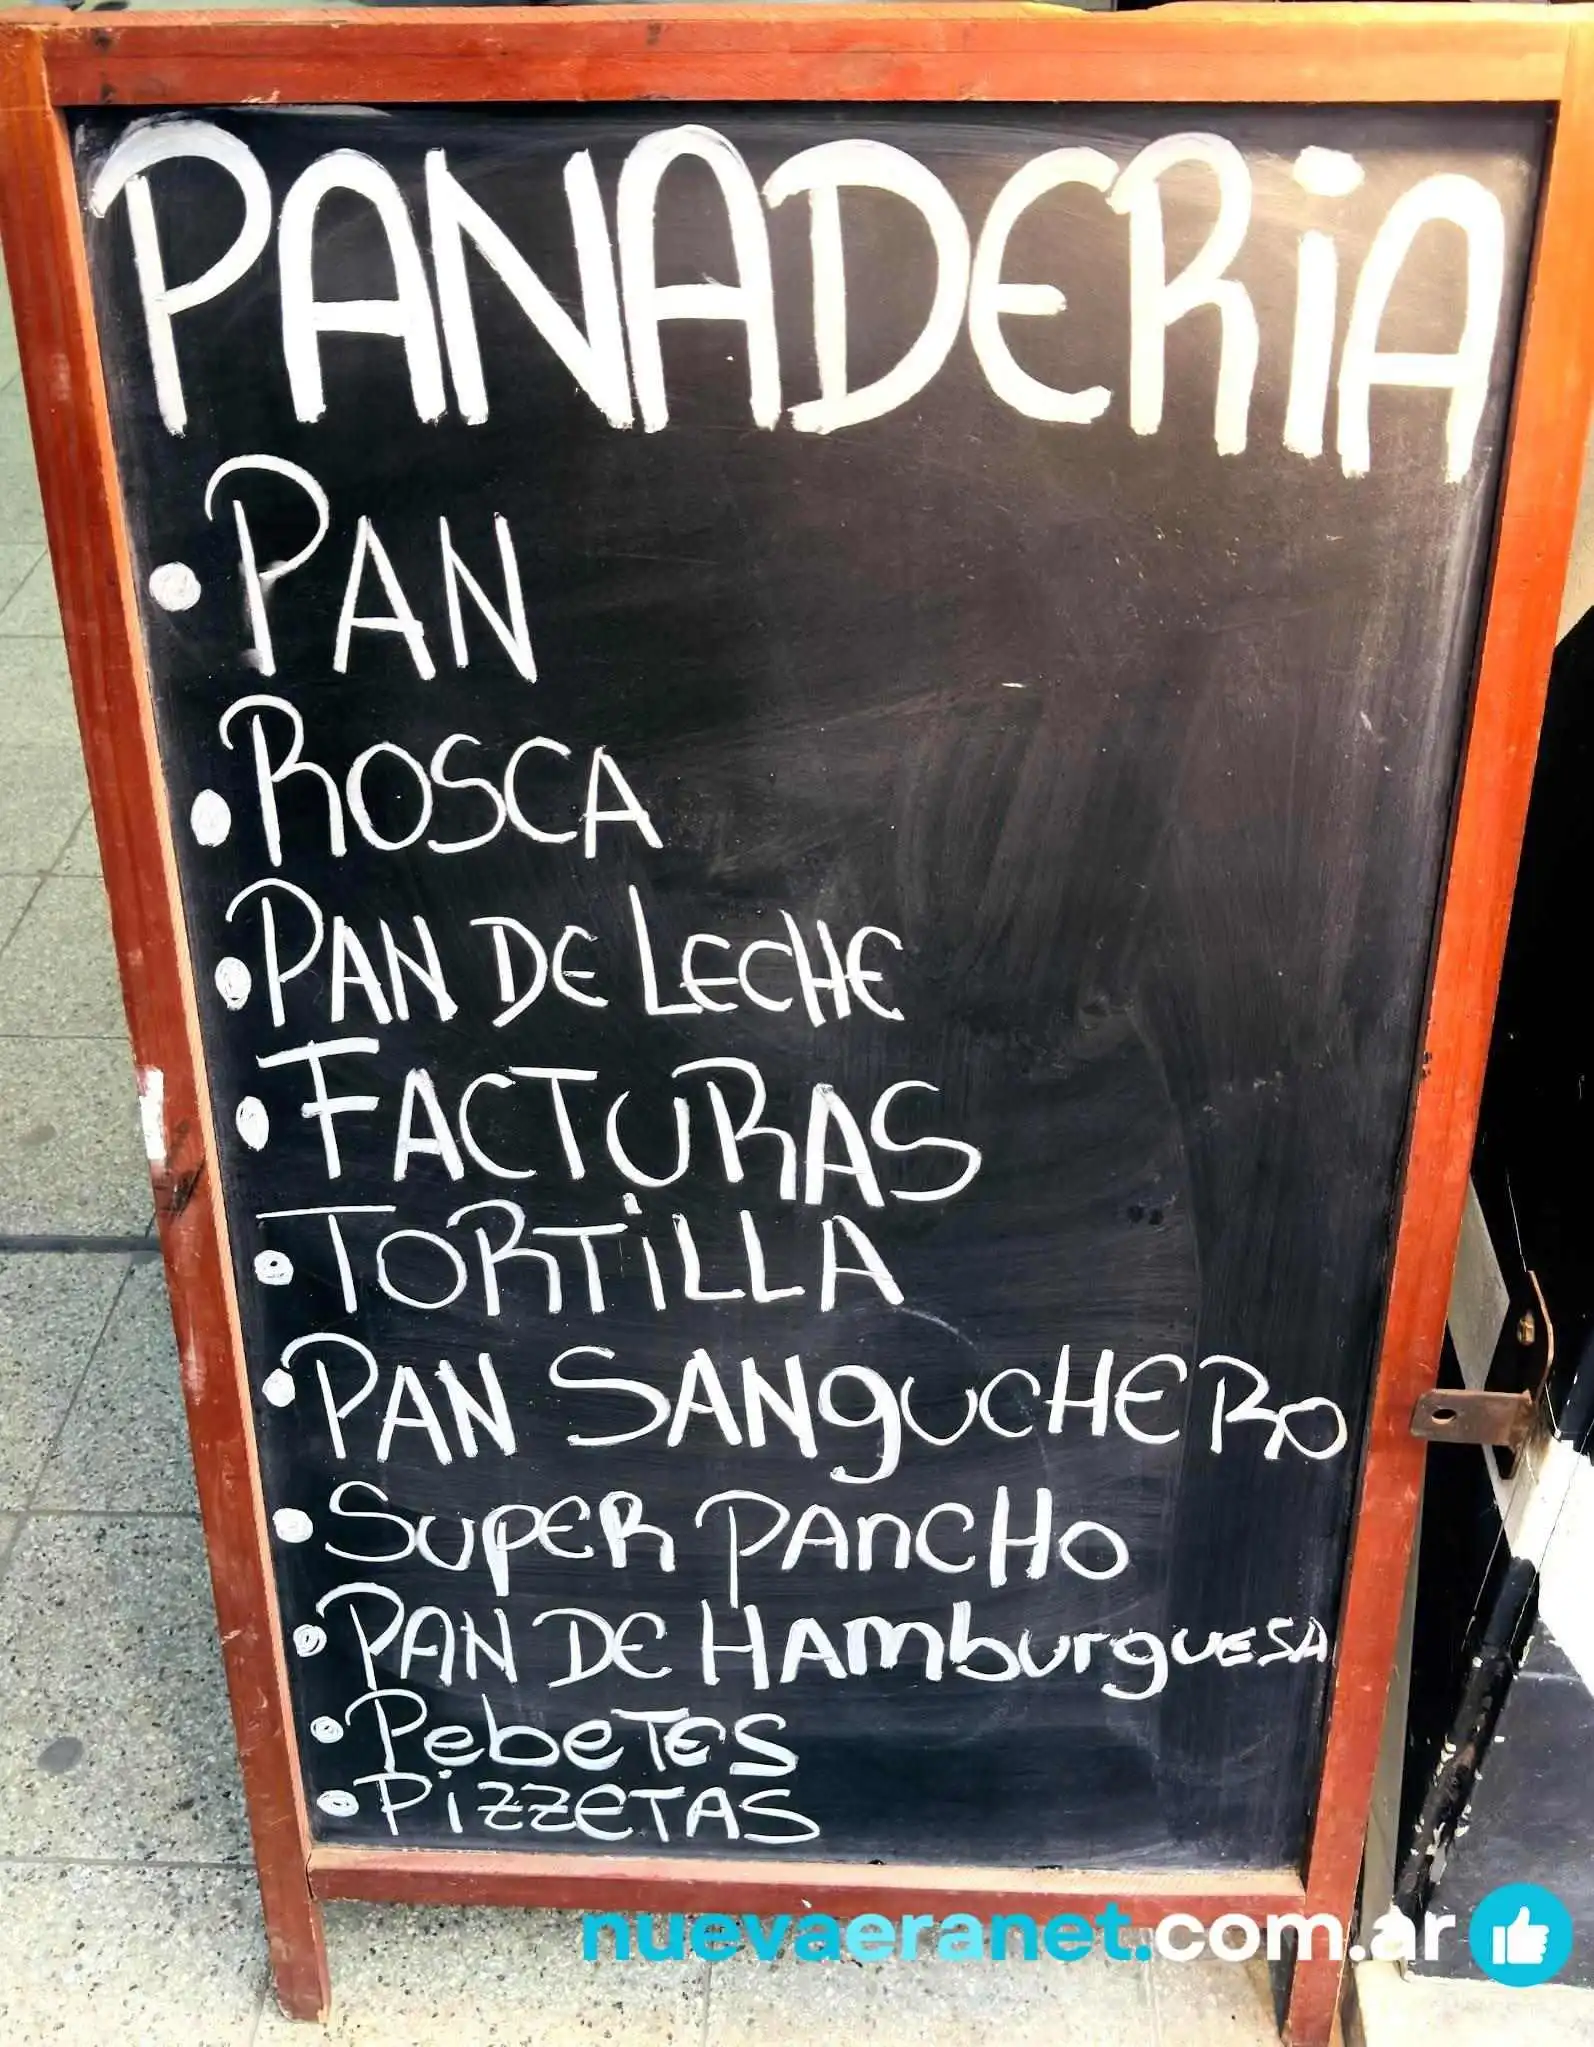 PANADERIA
• PAN
• ROSCA
• PAN DE LECHE
• FACTURAS
• TORTILLA
• PAN SANGUCHERO
• SUPER PANCHO
• PAN DE HAMBURGUESA
• PEBETES
• PIZZETAS
nuevaeranet.com.ar